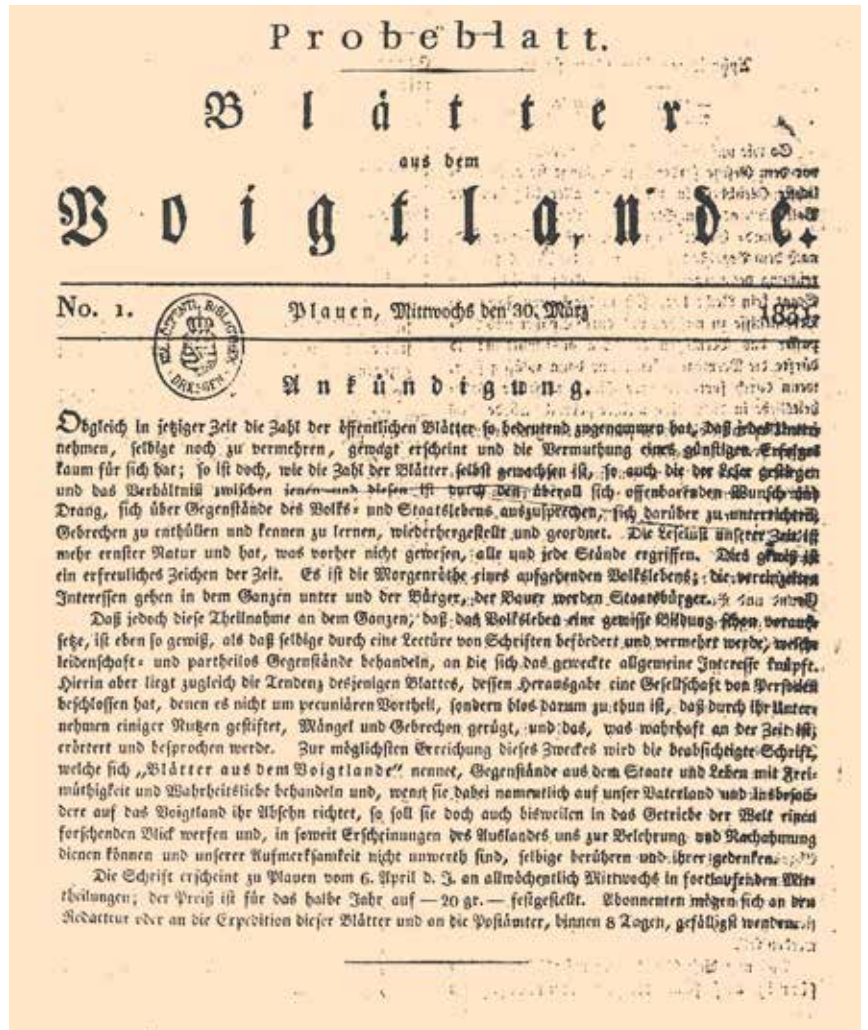 Probeblatt.
Blätter
aus dem
Voigtlande.
No. 1. Plauen, Mittwochs den 30. März 1831.
Ankündigung.
Obgleich in jetziger Zeit die Zahl der öffentlichen Blätter so bedeutend zugenommen hat, daß jedes Unter-
nehmen, selbige noch zu vermehren, gewagt erscheint und die Vermuthung eines günstigen Erfolges
kaum für sich hat; so ist doch, wie die Zahl der Blätter selbst gewachsen ist, so auch die der Leser gestiegen
und das Verhältniß zwischen jenen und diesen ist durch den, überall sich offenbarenden Wunsch und
Drang, sich über Gegenstände des Volks- und Staatslebens auszusprechen, sich darüber zu unterrichten,
Gebrechen zu enthüllen und kennen zu lernen, wiederhergestellt und geordnet. Die Leselust unserer Zeit ist
mehr ernster Natur und hat, was vorher nicht gewesen, alle und jede Stände ergriffen. Dies gewiß ist
ein erfreuliches Zeichen der Zeit. Es ist die Morgenröthe eines aufgehenden Volkslebens; die vereinzelten
Interessen gehen in dem Ganzen unter und der Bürger, der Bauer werden Staatsbürger.
Daß jedoch diese Theilnahme an dem Ganzen, daß das Volksleben eine gewisse Bildung schon voraus-
setze, ist eben so gewiß, als daß selbige durch eine Lectüre von Schriften befördert und vermehrt werde, welche
leidenschaft- und partheilos Gegenstände behandeln, an die sich das geweckte allgemeine Interesse knüpft.
Hierin aber liegt zugleich die Tendenz desjenigen Blattes, dessen Herausgabe eine Gesellschaft von Personen
beschlossen hat, denen es nicht um pecuniären Vortheil, sondern blos darum zu thun ist, daß durch ihr Unter-
nehmen einiger Nutzen gestiftet, Mängel und Gebrechen gerügt, und das, was wahrhaft an der Zeit ist,
erörtert und besprochen werde. Zur möglichsten Erreichung dieses Zweckes wird die beabsichtigte Schrift,
welche sich „Blätter aus dem Voigtlande“ nennet, Gegenstände aus dem Staate und Leben mit Frei-
müthigkeit und Wahrheitsliebe behandeln und, wenn sie dabei namentlich auf unser Vaterland und insbeson-
dere auf das Voigtland ihr Absehn richtet, so soll sie doch auch bisweilen in das Getriebe der Welt einen
forschenden Blick werfen und, in soweit Erscheinungen des Auslandes uns zur Belehrung und Nachahmung
dienen können und unserer Aufmerksamkeit nicht unwerth sind, selbige berühren und ihrer gedenken.
Die Schrift erscheint zu Plauen vom 6. April d. J. an allwöchentlich Mittwochs in fortlaufenden Mit-
theilungen; der Preiß ist für das halbe Jahr auf — 20 gr. — festgestellt. Abonnenten mögen sich an den
Redacteur oder an die Expedition dieser Blätter und an die Postämter, binnen 8 Tagen, gefälligst wenden.